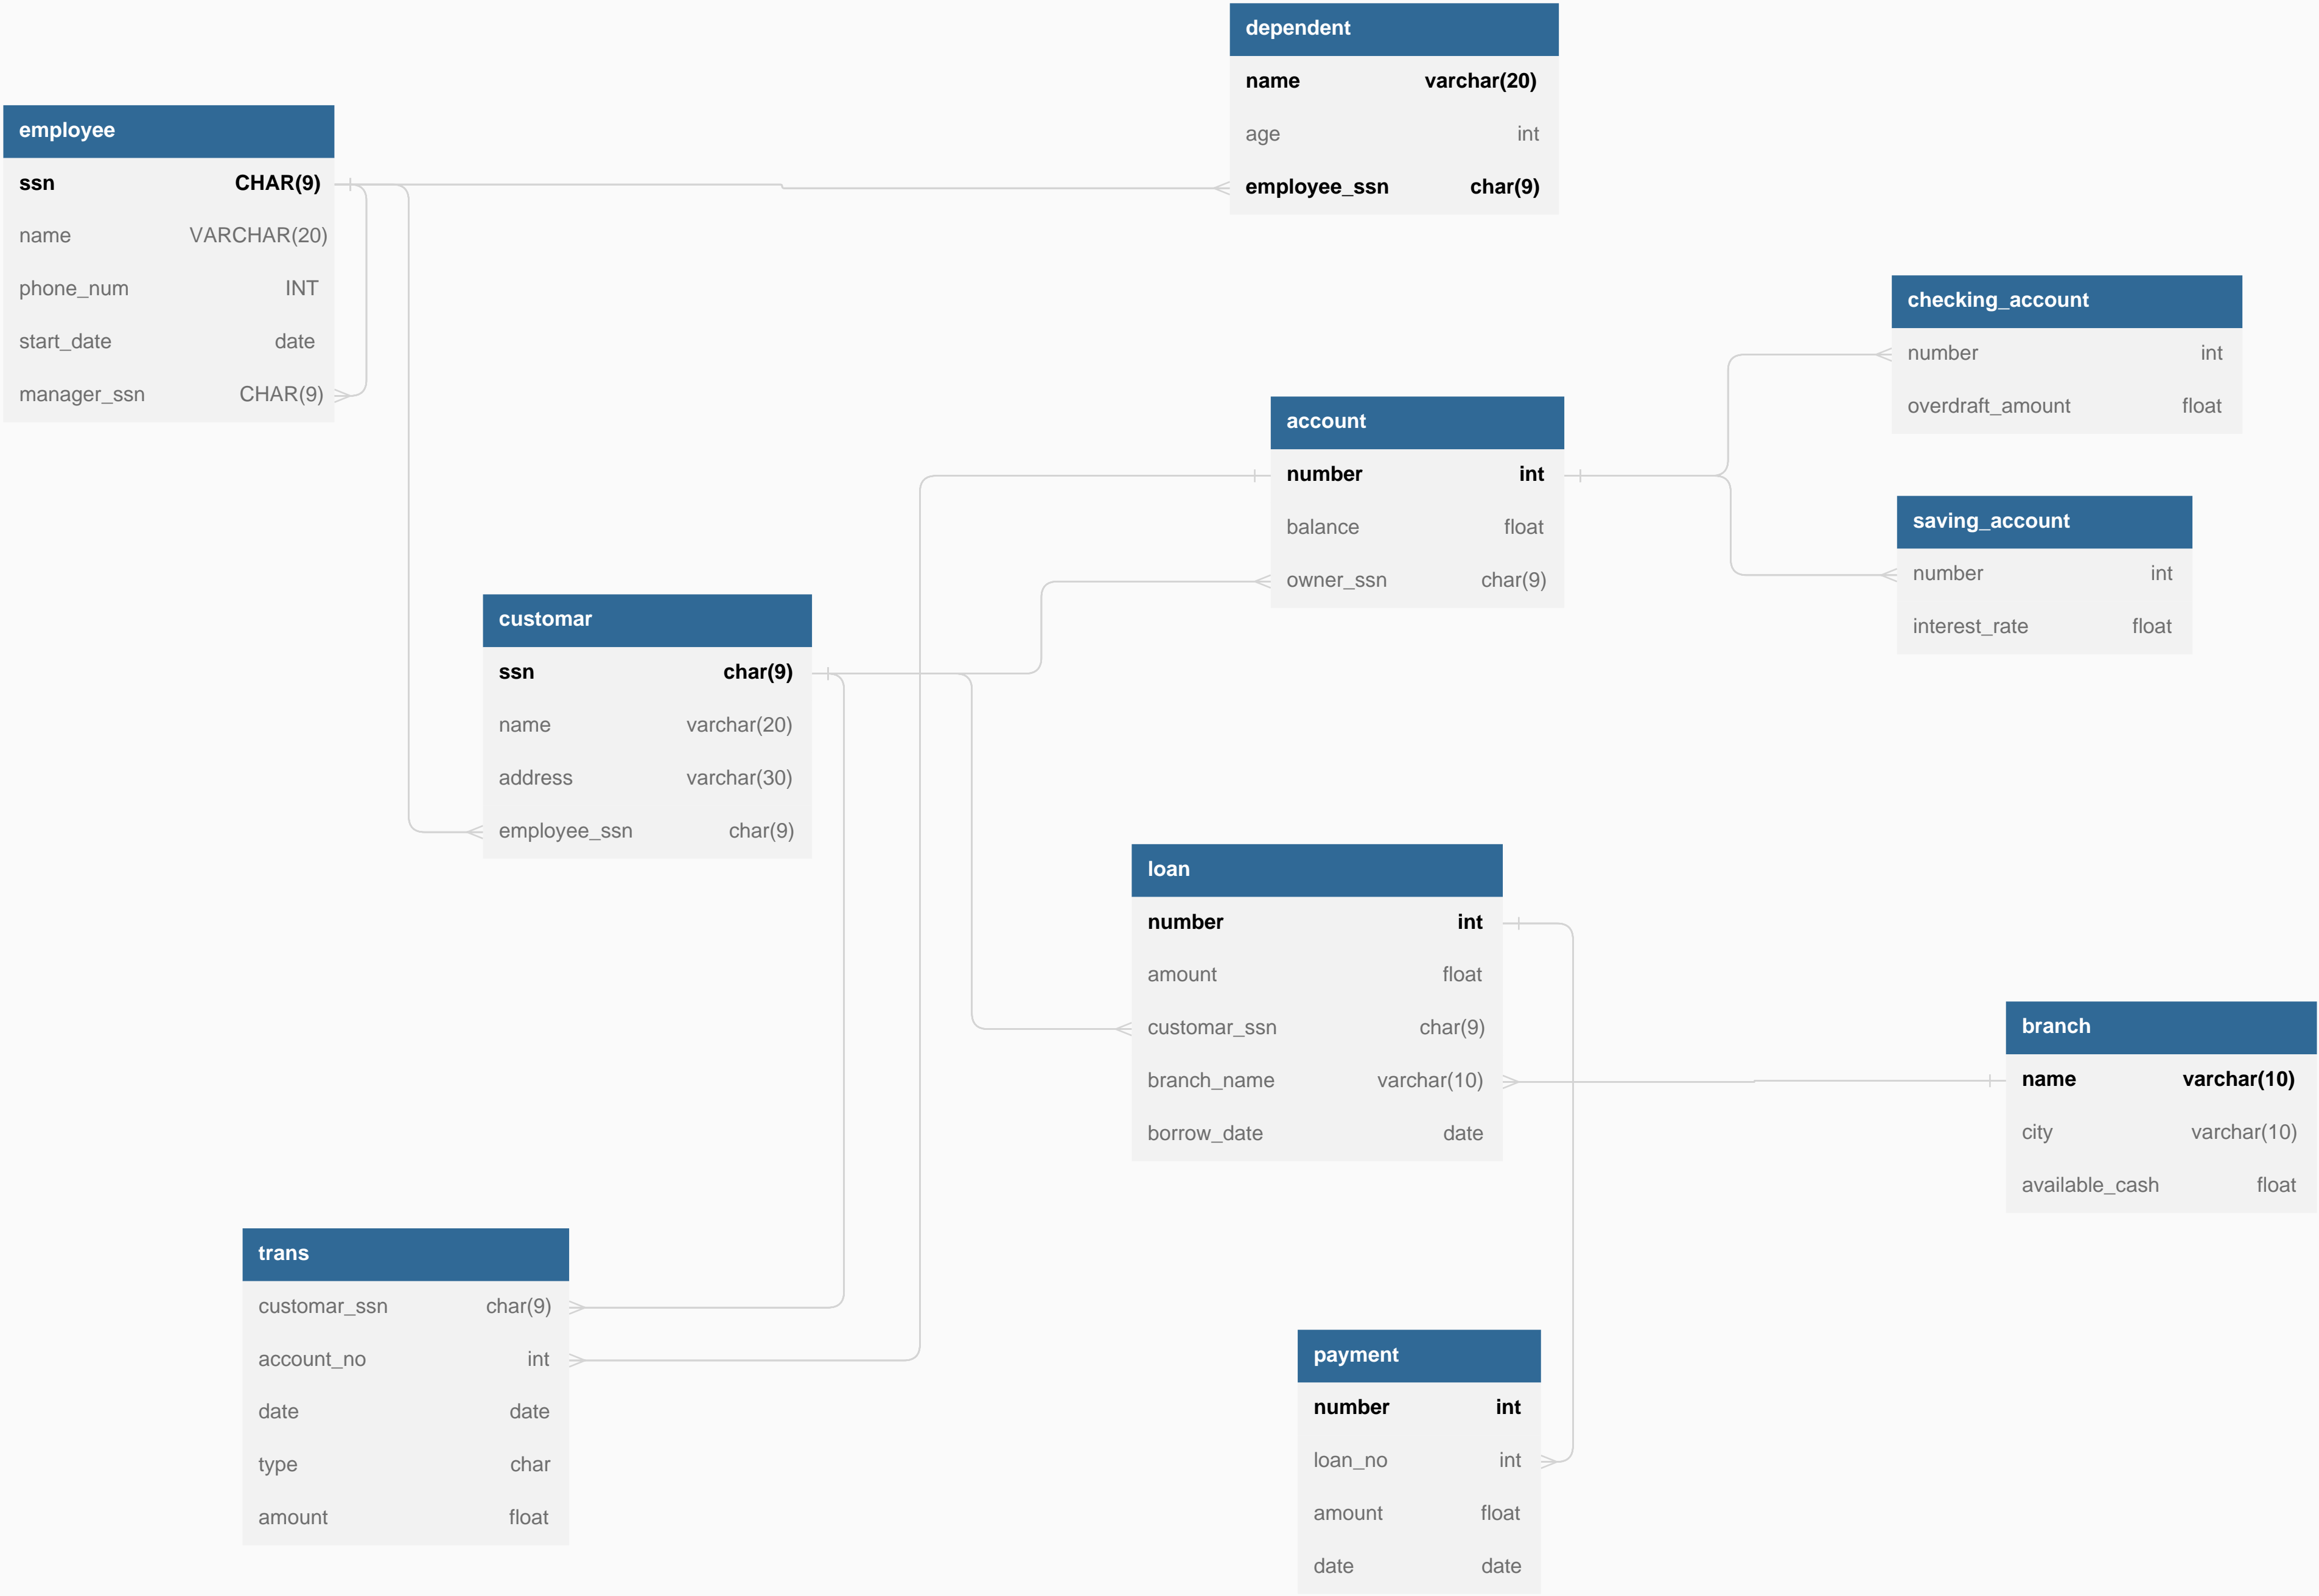 dependent
name varchar(20)
age int
employee_ssn char(9)
employee
ssn CHAR(9)
name VARCHAR(20)
phone_num INT
start_date date
manager_ssn CHAR(9)
checking_account
number int
overdraft_amount float
account
number int
balance float
owner_ssn char(9)
saving_account
number int
interest_rate float
customar
ssn char(9)
name varchar(20)
address varchar(30)
employee_ssn char(9)
loan
number int
amount float
customar_ssn char(9)
branch_name varchar(10)
borrow_date date
branch
name varchar(10)
city varchar(10)
available_cash float
trans
customar_ssn char(9)
account_no int
date date
type char
amount float
payment
number int
loan_no int
amount float
date date